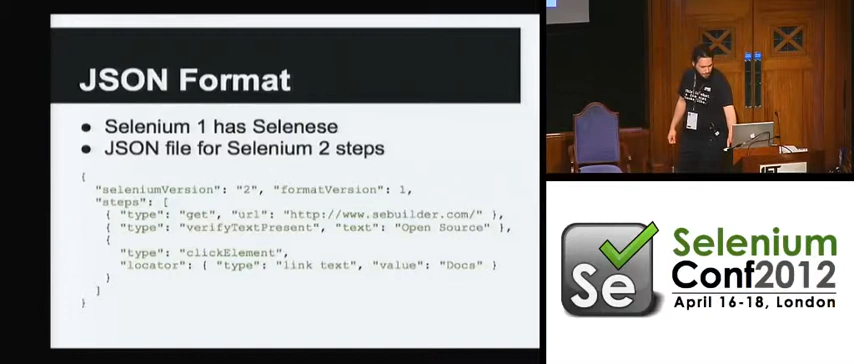 JSON Format
● Selenium 1 has Selenese
● JSON file for Selenium 2 steps
{
"seleniumVersion": "2", "formatVersion": 1,
"steps": [
{ "type": "get", "url": "http://www.sebuilder.com/" },
{ "type": "verifyTextPresent", "text": "Open Source" },
{
"type": "clickElement",
"locator": { "type": "link text", "value": "Docs" }
}
]
}
Se
Selenium
Conf2012
April 16-18, London